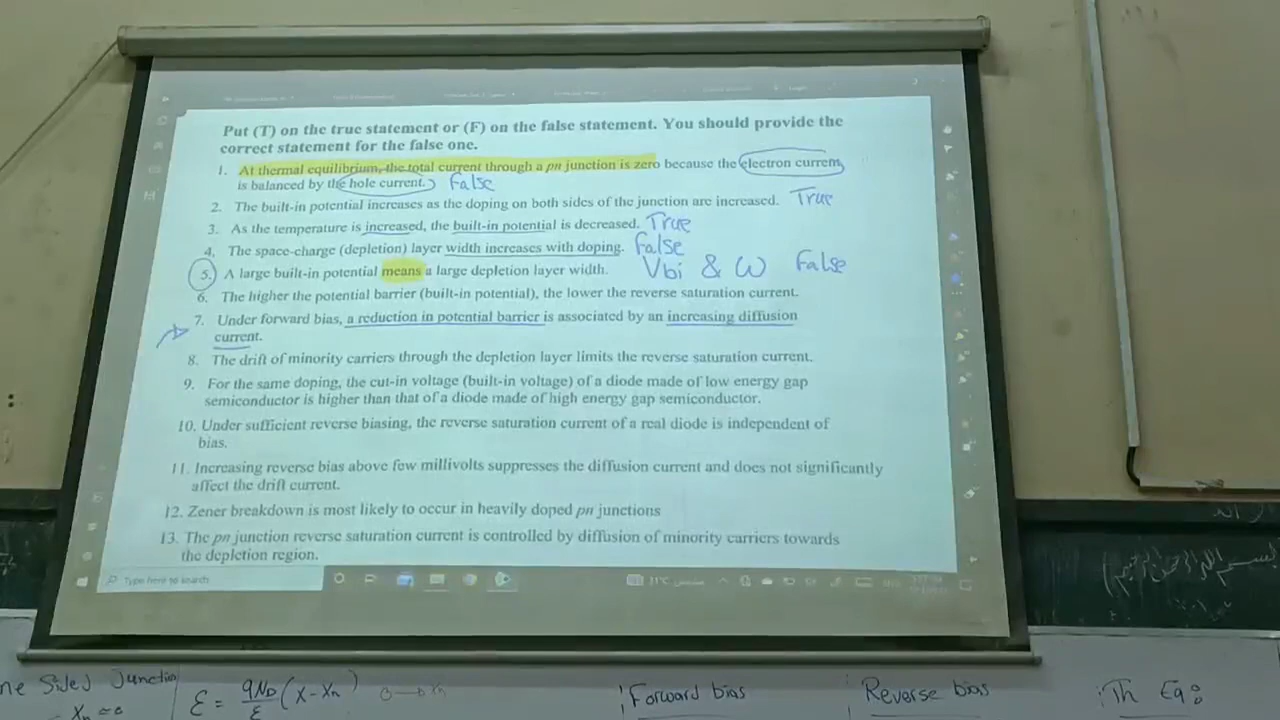 Put (T) on the true statement or (F) on the false statement. You should provide the
correct statement for the false one.
1. At thermal equilibrium, the total current through a pn junction is zero because the electron current
is balanced by the hole current. False
2. The built-in potential increases as the doping on both sides of the junction are increased. True
3. As the temperature is increased, the built-in potential is decreased. True
4. The space-charge (depletion) layer width increases with doping. False
5. A large built-in potential means a large depletion layer width. Vbi & W False
6. The higher the potential barrier (built-in potential), the lower the reverse saturation current.
7. Under forward bias, a reduction in potential barrier is associated by an increasing diffusion
current.
8. The drift of minority carriers through the depletion layer limits the reverse saturation current.
9. For the same doping, the cut-in voltage (built-in voltage) of a diode made of low energy gap
semiconductor is higher than that of a diode made of high energy gap semiconductor.
10. Under sufficient reverse biasing, the reverse saturation current of a real diode is independent of
bias.
11. Increasing reverse bias above few millivolts suppresses the diffusion current and does not significantly
affect the drift current.
12. Zener breakdown is most likely to occur in heavily doped pn junctions
13. The pn junction reverse saturation current is controlled by diffusion of minority carriers towards
the depletion region.
Type here to search
بسم الله الرحمن الرحيم
ne Sided Junction
ε = qND/ε (x - xn)
Forward bias
Reverse bias
Th Eq: